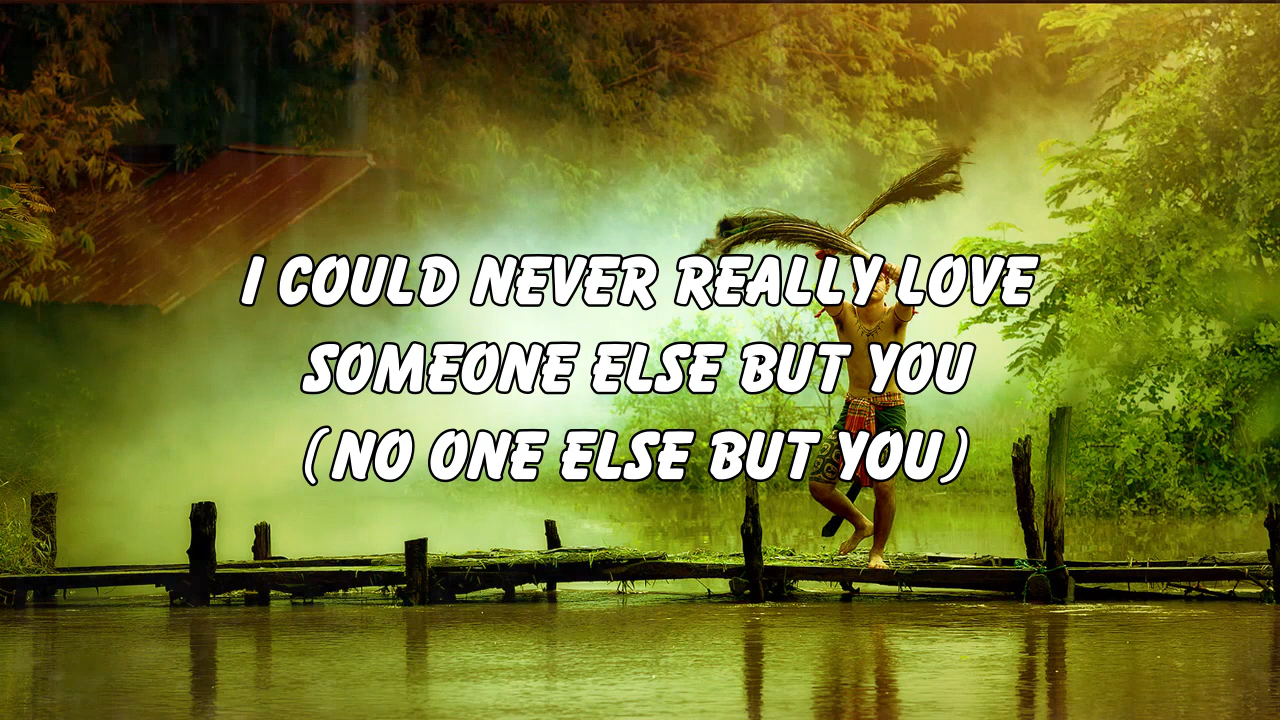 I COULD NEVER REALLY LOVE
SOMEONE ELSE BUT YOU
(NO ONE ELSE BUT YOU)